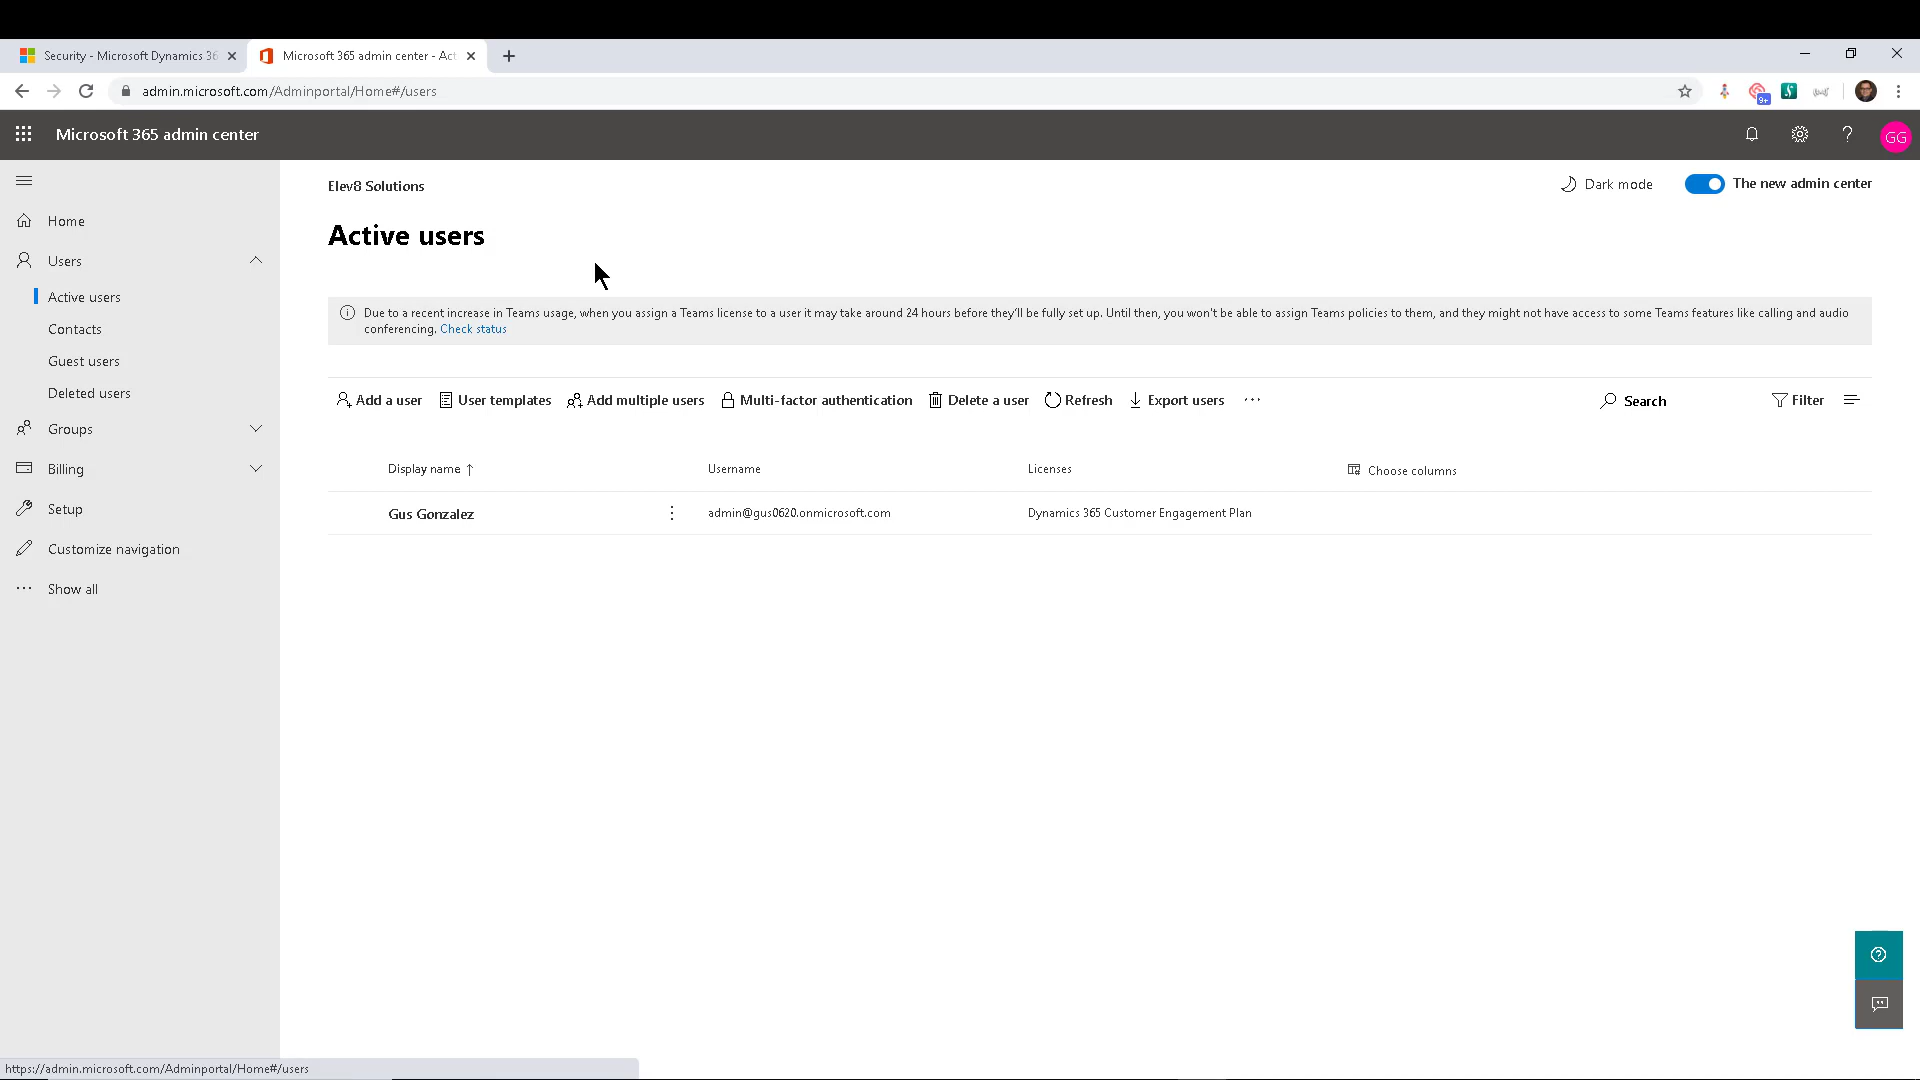 Security - Microsoft Dynamics 36
Microsoft 365 admin center - Act
admin.microsoft.com/Adminportal/Home#/users
9+
Microsoft 365 admin center
GG
Elev8 Solutions
Dark mode
The new admin center
Home
Users
Active users
Contacts
Guest users
Deleted users
Groups
Billing
Setup
Customize navigation
Show all
Active users
Due to a recent increase in Teams usage, when you assign a Teams license to a user it may take around 24 hours before they'll be fully set up. Until then, you won't be able to assign Teams policies to them, and they might not have access to some Teams features like calling and audio
conferencing. Check status
Add a user
User templates
Add multiple users
Multi-factor authentication
Delete a user
Refresh
Export users
Search
Filter
Display name ↑
Username
Licenses
Choose columns
Gus Gonzalez
admin@gus0620.onmicrosoft.com
Dynamics 365 Customer Engagement Plan
https://admin.microsoft.com/Adminportal/Home#/users